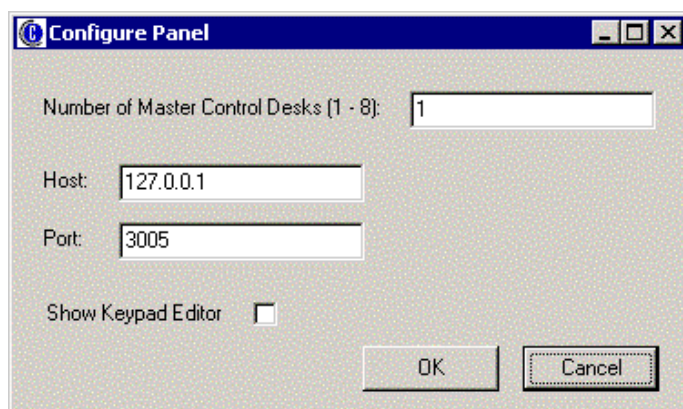 Configure Panel
Number of Master Control Desks (1 - 8): 1
Host: 127.0.0.1
Port: 3005
Show Keypad Editor
OK Cancel